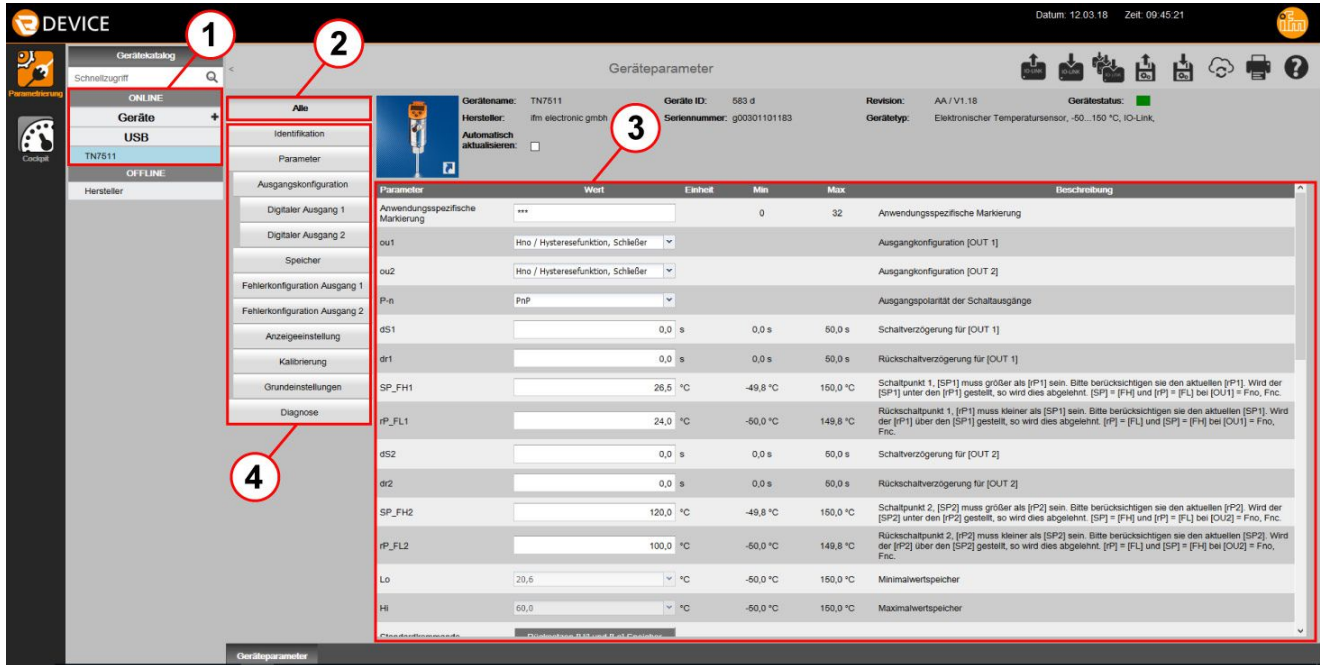 DEVICE
Datum: 12.03.18 Zeit: 09:45:21
ifm
1
2
3
4
Parametrierung
Cockpit
Gerätekatalog
Schnellzugriff
ONLINE
Geräte +
USB
TN7511
OFFLINE
Hersteller
<
Geräteparameter
IO-LINK
IO-LINK
IO-LINK
Alle
Identifikation
Parameter
Ausgangskonfiguration
Digitaler Ausgang 1
Digitaler Ausgang 2
Speicher
Fehlerkonfiguration Ausgang 1
Fehlerkonfiguration Ausgang 2
Anzeigeeinstellung
Kalibrierung
Grundeinstellungen
Diagnose
Gerätename: TN7511 Geräte ID: 583 d Revision: AA / V1.18 Gerätestatus:
Hersteller: ifm electronic gmbh Seriennummer: g00301101183 Gerätetyp: Elektronischer Temperatursensor, -50...150 °C, IO-Link,
Automatisch
aktualisieren:
Parameter Wert Einheit Min Max Beschreibung
Anwendungsspezifische
Markierung *** 0 32 Anwendungsspezifische Markierung
ou1 Hno / Hysteresefunktion, Schließer Ausgangkonfiguration [OUT 1]
ou2 Hno / Hysteresefunktion, Schließer Ausgangkonfiguration [OUT 2]
P-n PnP Ausgangspolarität der Schaltausgänge
dS1 0,0 s 0,0 s 50,0 s Schaltverzögerung für [OUT 1]
dr1 0,0 s 0,0 s 50,0 s Rückschaltverzögerung für [OUT 1]
SP_FH1 26,5 °C -49,8 °C 150,0 °C Schaltpunkt 1, [SP1] muss größer als [rP1] sein. Bitte berücksichtigen sie den aktuellen [rP1]. Wird der
[SP1] unter den [rP1] gestellt, so wird dies abgelehnt. [SP] = [FH] und [rP] = [FL] bei [OU1] = Fno, Fnc.
rP_FL1 24,0 °C -50,0 °C 149,8 °C Rückschaltpunkt 1, [rP1] muss kleiner als [SP1] sein. Bitte berücksichtigen sie den aktuellen [SP1]. Wird
der [rP1] über den [SP1] gestellt, so wird dies abgelehnt. [rP] = [FL] und [SP] = [FH] bei [OU1] = Fno,
Fnc.
dS2 0,0 s 0,0 s 50,0 s Schaltverzögerung für [OUT 2]
dr2 0,0 s 0,0 s 50,0 s Rückschaltverzögerung für [OUT 2]
SP_FH2 120,0 °C -49,8 °C 150,0 °C Schaltpunkt 2, [SP2] muss größer als [rP2] sein. Bitte berücksichtigen sie den aktuellen [rP2]. Wird der
[SP2] unter den [rP2] gestellt, so wird dies abgelehnt. [SP] = [FH] und [rP] = [FL] bei [OU2] = Fno, Fnc.
rP_FL2 100,0 °C -50,0 °C 149,8 °C Rückschaltpunkt 2, [rP2] muss kleiner als [SP2] sein. Bitte berücksichtigen sie den aktuellen [SP2]. Wird
der [rP2] über den [SP2] gestellt, so wird dies abgelehnt. [rP] = [FL] und [SP] = [FH] bei [OU2] = Fno,
Fnc.
Lo 20,6 °C -50,0 °C 150,0 °C Minimalwertspeicher
Hi 60,0 °C -50,0 °C 150,0 °C Maximalwertspeicher
Geräteparameter